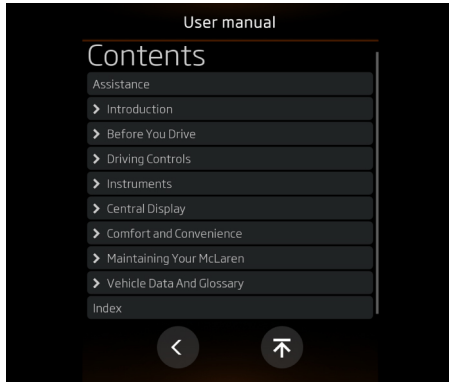 User manual
Contents
Assistance
Introduction
Before You Drive
Driving Controls
Instruments
Central Display
Comfort and Convenience
Maintaining Your McLaren
Vehicle Data And Glossary
Index